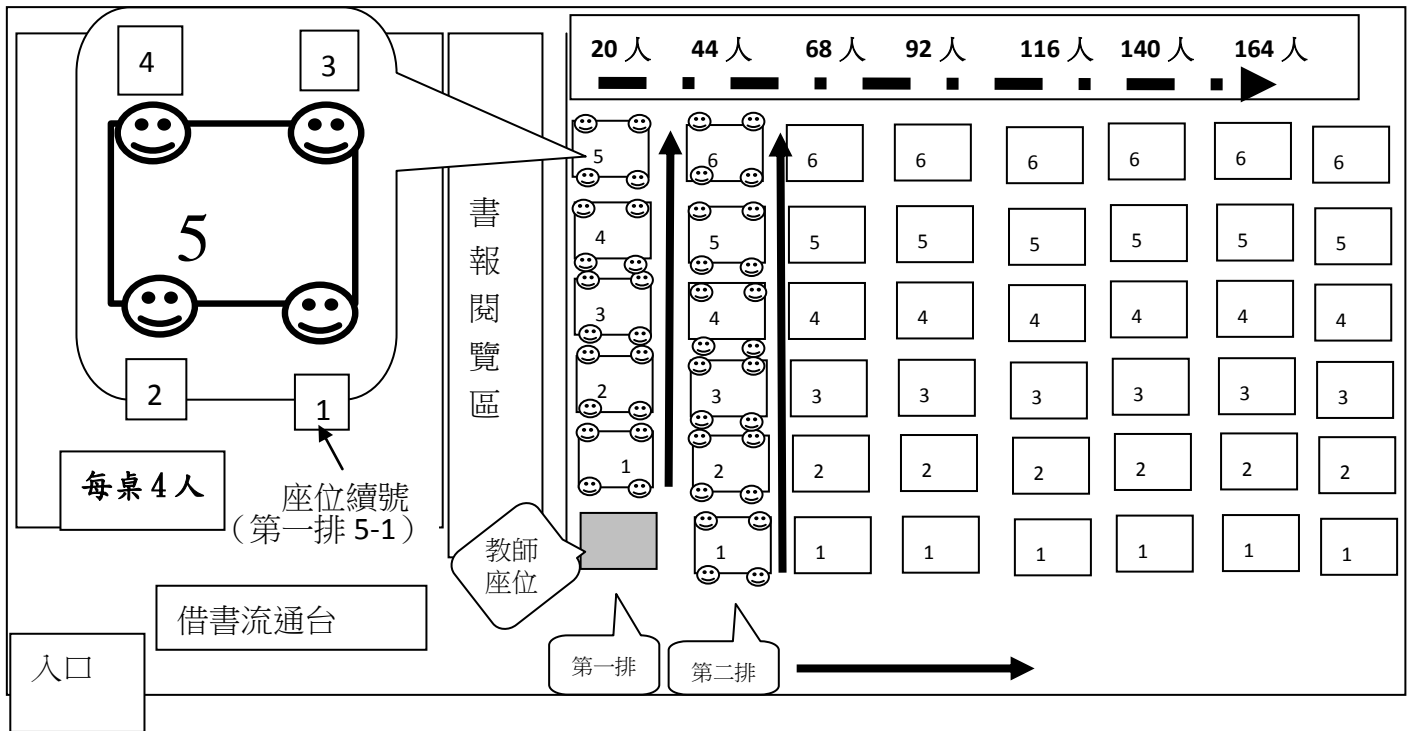 4
3
5
2
1
每桌4人
座位續號
（第一排 5-1）
書
報
閱
覽
區
20 人 44 人 68 人 92 人 116 人 140 人 164 人
5 6 6 6 6 6 6 6
4 5 5 5 5 5 5 5
3 4 4 4 4 4 4 4
2 3 3 3 3 3 3 3
1 2 2 2 2 2 2 2
1 1 1 1 1 1 1
教師
座位
借書流通台
第一排
第二排
入口